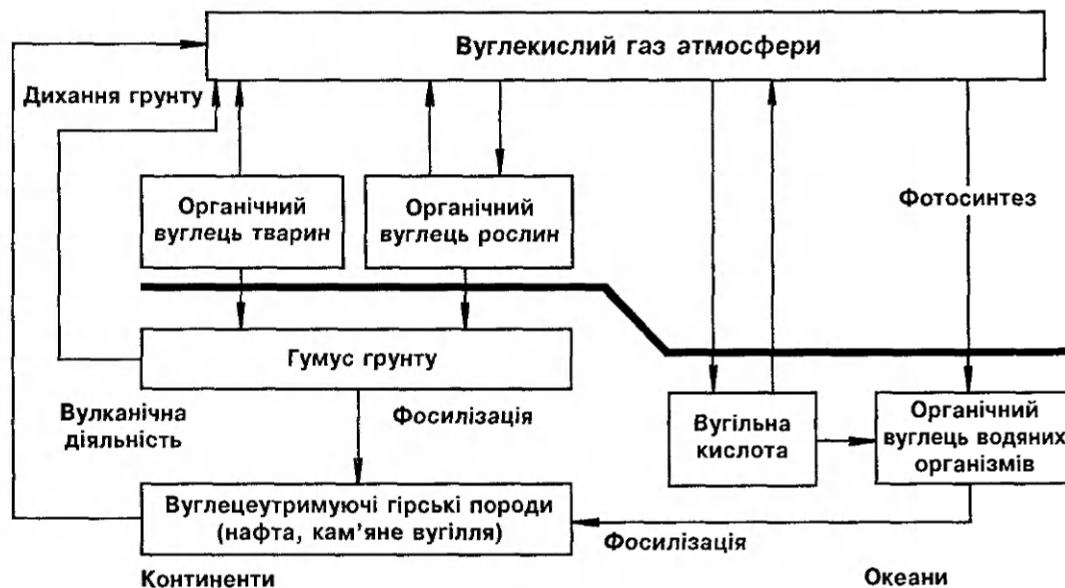 Вуглекислий газ атмосфери
Дихання грунту
Органічний
вуглець тварин
Органічний
вуглець рослин
Фотосинтез
Гумус грунту
Вулканічна
діяльність
Фосилізація
Вугільна
кислота
Органічний
вуглець водяних
організмів
Вуглецеутримуючі гірські породи
(нафта, кам’яне вугілля)
Фосилізація
Континенти
Океани